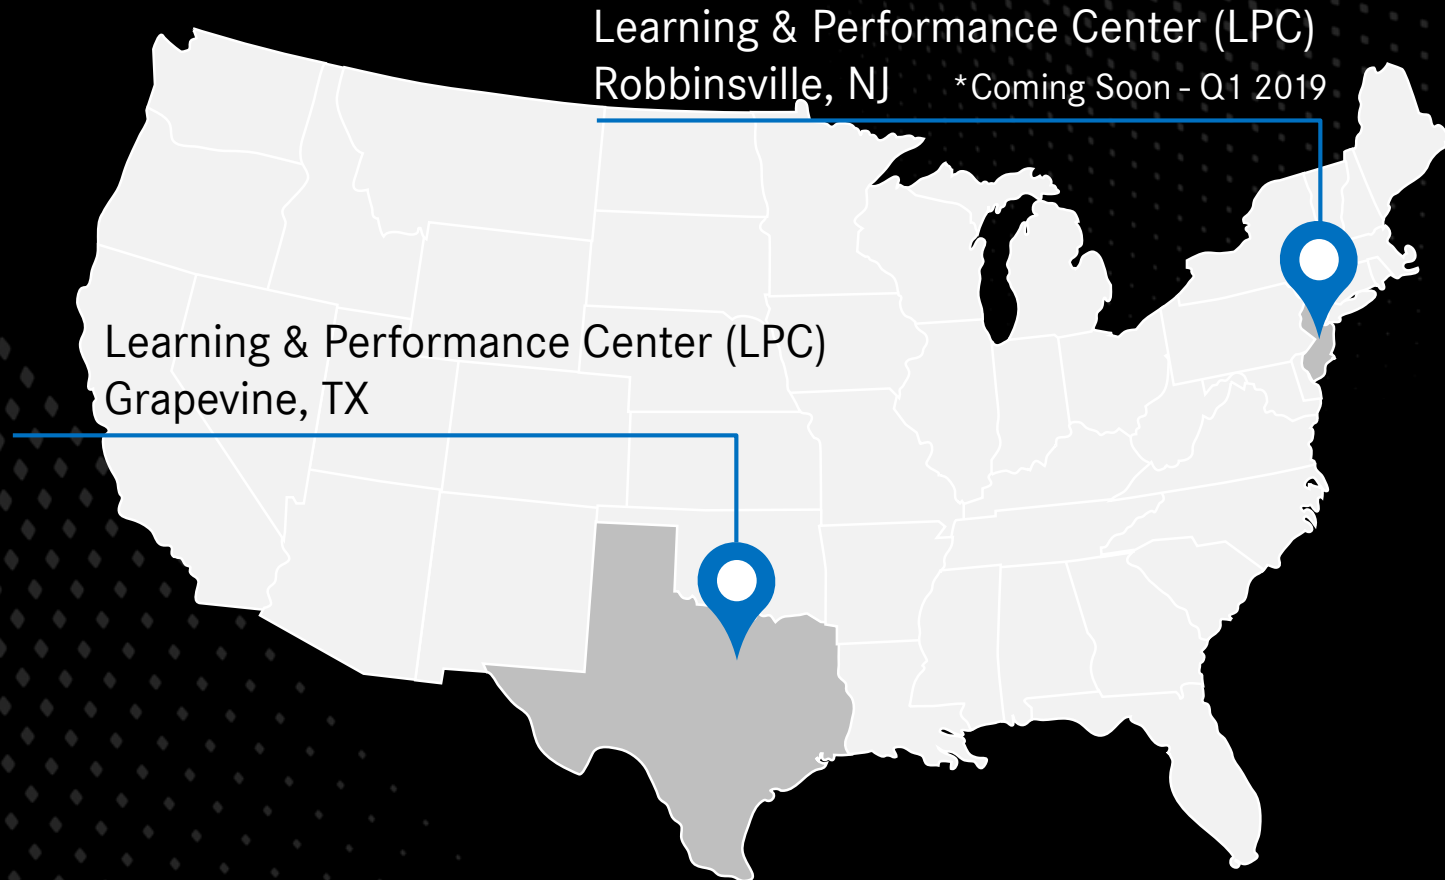 Learning & Performance Center (LPC)
Robbinsville, NJ *Coming Soon - Q1 2019
Learning & Performance Center (LPC)
Grapevine, TX